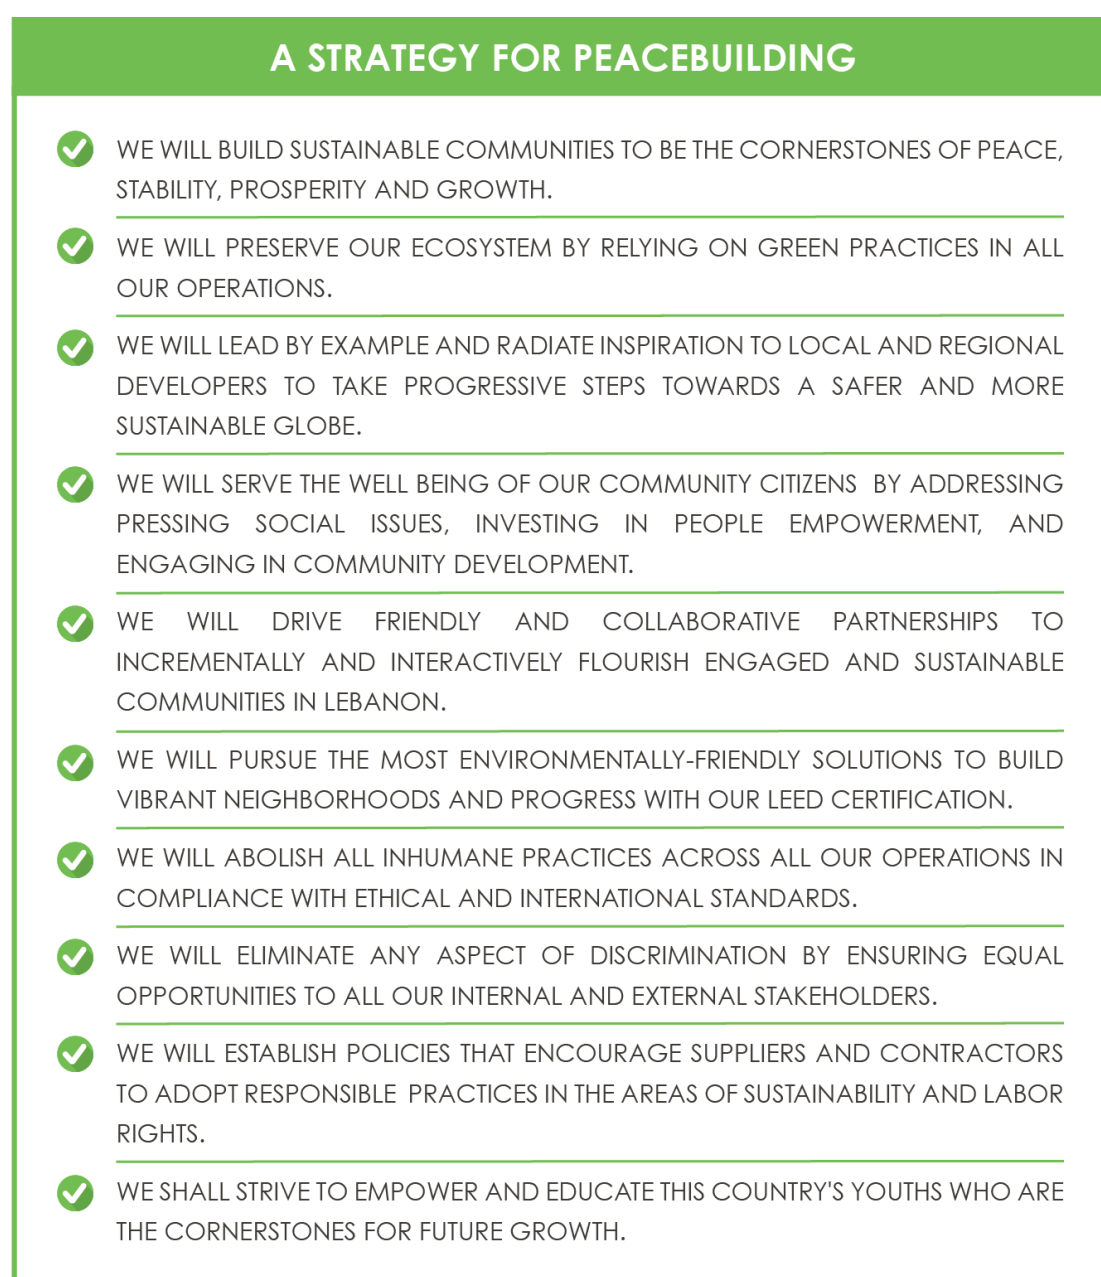 A STRATEGY FOR PEACEBUILDING
WE WILL BUILD SUSTAINABLE COMMUNITIES TO BE THE CORNERSTONES OF PEACE,
STABILITY, PROSPERITY AND GROWTH.
WE WILL PRESERVE OUR ECOSYSTEM BY RELYING ON GREEN PRACTICES IN ALL
OUR OPERATIONS.
WE WILL LEAD BY EXAMPLE AND RADIATE INSPIRATION TO LOCAL AND REGIONAL
DEVELOPERS TO TAKE PROGRESSIVE STEPS TOWARDS A SAFER AND MORE
SUSTAINABLE GLOBE.
WE WILL SERVE THE WELL BEING OF OUR COMMUNITY CITIZENS BY ADDRESSING
PRESSING SOCIAL ISSUES, INVESTING IN PEOPLE EMPOWERMENT, AND
ENGAGING IN COMMUNITY DEVELOPMENT.
WE WILL DRIVE FRIENDLY AND COLLABORATIVE PARTNERSHIPS TO
INCREMENTALLY AND INTERACTIVELY FLOURISH ENGAGED AND SUSTAINABLE
COMMUNITIES IN LEBANON.
WE WILL PURSUE THE MOST ENVIRONMENTALLY-FRIENDLY SOLUTIONS TO BUILD
VIBRANT NEIGHBORHOODS AND PROGRESS WITH OUR LEED CERTIFICATION.
WE WILL ABOLISH ALL INHUMANE PRACTICES ACROSS ALL OUR OPERATIONS IN
COMPLIANCE WITH ETHICAL AND INTERNATIONAL STANDARDS.
WE WILL ELIMINATE ANY ASPECT OF DISCRIMINATION BY ENSURING EQUAL
OPPORTUNITIES TO ALL OUR INTERNAL AND EXTERNAL STAKEHOLDERS.
WE WILL ESTABLISH POLICIES THAT ENCOURAGE SUPPLIERS AND CONTRACTORS
TO ADOPT RESPONSIBLE PRACTICES IN THE AREAS OF SUSTAINABILITY AND LABOR
RIGHTS.
WE SHALL STRIVE TO EMPOWER AND EDUCATE THIS COUNTRY'S YOUTHS WHO ARE
THE CORNERSTONES FOR FUTURE GROWTH.